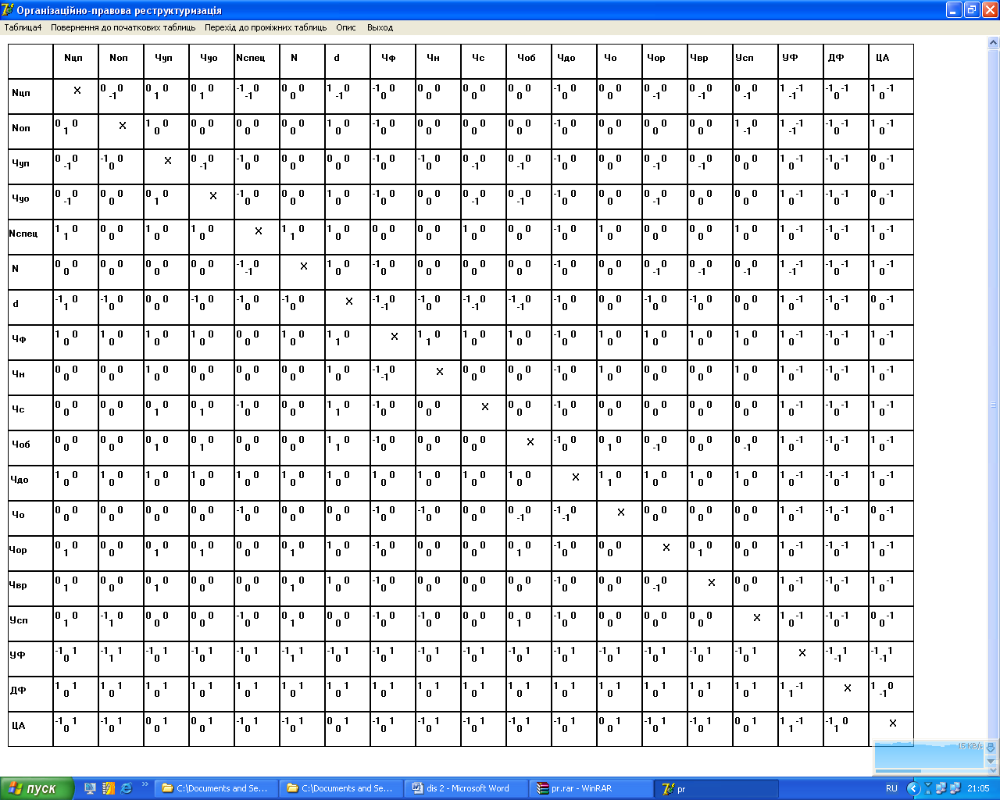 Організаційно-правова реструктуризація
Таблица4 Повернення до початкових таблиць Перехід до проміжних таблиць Опис Выход
Nцп Nоп Чуп Чуо Nспец N d Чф Чн Чс Чоб Чдо Чо Чор Чвр Усп УФ ДФ ЦА
Nцп X 0 -1 0 0 1 0 0 1 0 -1 -1 0 0 0 0 1 -1 0 -1 0 0 0 0 0 0 0 0 0 0 0 -1 0 0 0 0 0 0 -1 0 0 -1 0 0 -1 0 1 -1 -1 -1 0 -1 1 0 -1
Nоп 0 1 0 X 1 0 0 0 0 0 0 0 0 0 0 0 1 0 0 -1 0 0 0 0 0 0 0 0 0 0 0 -1 0 0 0 0 0 0 0 0 0 0 0 1 -1 0 1 -1 -1 -1 0 -1 1 0 -1
Чуп 0 -1 0 -1 0 0 X 0 -1 0 -1 0 0 0 0 0 0 0 0 -1 0 0 -1 0 0 0 -1 0 0 -1 0 -1 0 0 0 0 0 0 -1 0 0 -1 0 0 0 0 1 0 -1 -1 0 -1 0 0 -1
Чуо 0 -1 0 0 0 0 0 1 0 X -1 0 0 0 0 0 1 0 0 -1 0 0 0 0 0 0 -1 0 0 -1 0 -1 0 0 0 0 0 0 -1 0 0 0 0 0 0 0 1 0 -1 -1 0 -1 0 0 -1
Nспец 1 1 0 0 0 0 1 0 0 1 0 0 X 1 1 0 1 0 0 0 0 0 0 0 0 1 0 0 0 0 0 -1 0 0 1 0 0 0 0 0 0 0 0 1 0 0 1 0 -1 -1 0 -1 1 0 -1
N 0 0 0 0 0 0 0 0 0 0 0 0 -1 -1 0 X 1 0 0 -1 0 0 0 0 0 0 0 0 0 0 0 -1 0 0 0 0 0 0 -1 0 0 -1 0 0 -1 0 1 -1 -1 -1 0 -1 1 0 -1
d -1 1 0 -1 0 0 0 0 0 -1 0 0 -1 0 0 -1 0 0 X -1 -1 0 -1 0 0 -1 -1 0 -1 -1 0 -1 0 0 0 0 0 -1 0 0 -1 0 0 0 0 0 1 0 -1 -1 0 -1 0 0 -1
Чф 1 0 0 1 0 0 1 0 0 1 0 0 0 0 0 1 0 0 1 1 0 X 1 1 0 1 0 0 1 0 0 -1 0 0 1 0 0 1 0 0 1 0 0 1 0 0 1 0 -1 -1 0 -1 1 0 -1
Чн 0 0 0 0 0 0 1 0 0 0 0 0 0 0 0 0 0 0 1 0 0 -1 -1 0 X 0 0 0 0 0 0 -1 0 0 1 0 0 0 0 0 0 0 0 1 0 0 1 0 -1 -1 0 -1 1 0 -1
Чс 0 0 0 0 0 0 0 1 0 0 1 0 -1 0 0 0 0 0 1 1 0 -1 0 0 0 0 0 X 0 0 0 -1 0 0 0 0 0 0 0 0 0 0 0 0 0 0 1 0 -1 -1 0 -1 1 0 -1
Чоб 0 0 0 0 0 0 0 1 0 0 1 0 0 0 0 0 0 0 1 1 0 -1 0 0 0 0 0 0 0 0 X -1 0 0 0 1 0 0 -1 0 0 0 0 0 -1 0 1 0 -1 -1 0 -1 1 0 -1
Чдо 1 0 0 1 0 0 1 0 0 1 0 0 1 0 0 1 0 0 1 0 0 1 0 0 1 0 0 1 0 0 1 0 0 X 1 1 0 1 0 0 1 0 0 1 0 0 1 0 -1 -1 0 -1 1 0 -1
Чо 0 0 0 0 0 0 0 0 0 0 0 0 -1 0 0 0 0 0 0 0 0 -1 0 0 -1 0 0 0 0 0 0 -1 0 -1 -1 0 X 0 0 0 0 0 0 0 0 0 1 0 -1 -1 0 -1 0 0 -1
Чор 0 1 0 0 0 0 0 1 0 0 1 0 0 0 0 0 1 0 1 0 0 -1 0 0 0 0 0 0 0 0 0 1 0 -1 0 0 0 0 0 X 0 1 0 0 0 0 1 0 -1 -1 0 -1 1 0 -1
Чвр 0 1 0 0 0 0 0 1 0 0 0 0 0 0 0 0 1 0 1 0 0 -1 0 0 0 0 0 0 0 0 0 0 0 -1 0 0 0 0 0 0 -1 0 X 0 0 0 1 0 -1 -1 0 -1 1 0 -1
Усп 0 1 0 -1 1 0 0 0 0 0 0 0 -1 0 0 0 1 0 0 0 0 -1 0 0 -1 0 0 0 0 0 0 1 0 -1 0 0 0 0 0 0 0 0 0 0 0 X 1 0 -1 -1 0 -1 0 0 -1
УФ -1 0 1 -1 1 1 -1 0 1 -1 0 1 -1 0 1 -1 1 1 -1 0 1 -1 0 1 -1 0 1 -1 0 1 -1 0 1 -1 0 1 -1 0 1 -1 0 1 -1 0 1 -1 0 1 X -1 -1 1 -1 -1 1
ДФ 1 0 1 1 0 1 1 0 1 1 0 1 1 0 1 1 0 1 1 0 1 1 0 1 1 0 1 1 0 1 1 0 1 1 0 1 1 0 1 1 0 1 1 0 1 1 0 1 1 1 -1 X 1 -1 0
ЦА -1 0 1 -1 0 1 0 0 1 0 0 1 -1 0 1 -1 0 1 0 0 1 -1 0 1 -1 0 1 -1 0 1 -1 0 1 -1 0 1 0 0 1 -1 0 1 -1 0 1 0 0 1 1 1 -1 -1 1 0 X
15 KB/s
пуск C:\Documents and Se... C:\Documents and Se... dis 2 - Microsoft Word pr.rar - WinRAR pr RU 21:05